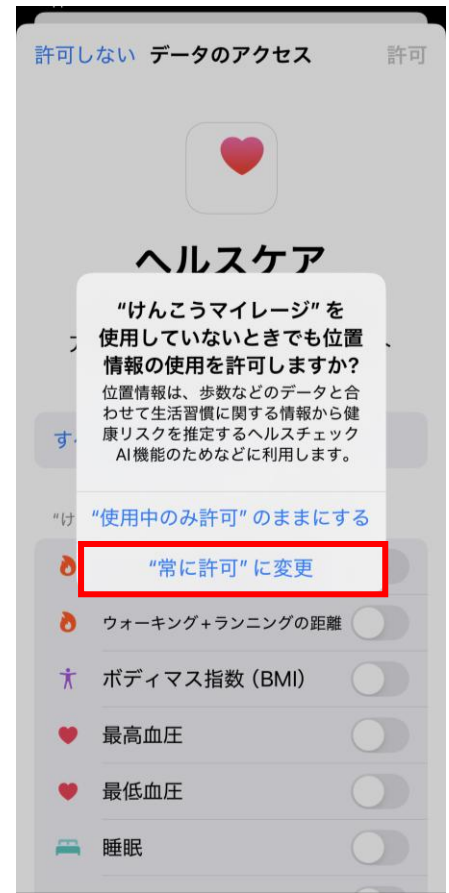 許可しない データのアクセス 許可
ヘルスケア
“けんこうマイレージ” を
使用していないときでも位置
情報の使用を許可しますか?
位置情報は、歩数などのデータと合
わせて生活習慣に関する情報から健
康リスクを推定するヘルスチェック
AI機能のためなどに利用します。
す
“使用中のみ許可” のままにする
“け
“常に許可” に変更
ウォーキング+ランニングの距離
ボディマス指数 (BMI)
最高血圧
最低血圧
睡眠